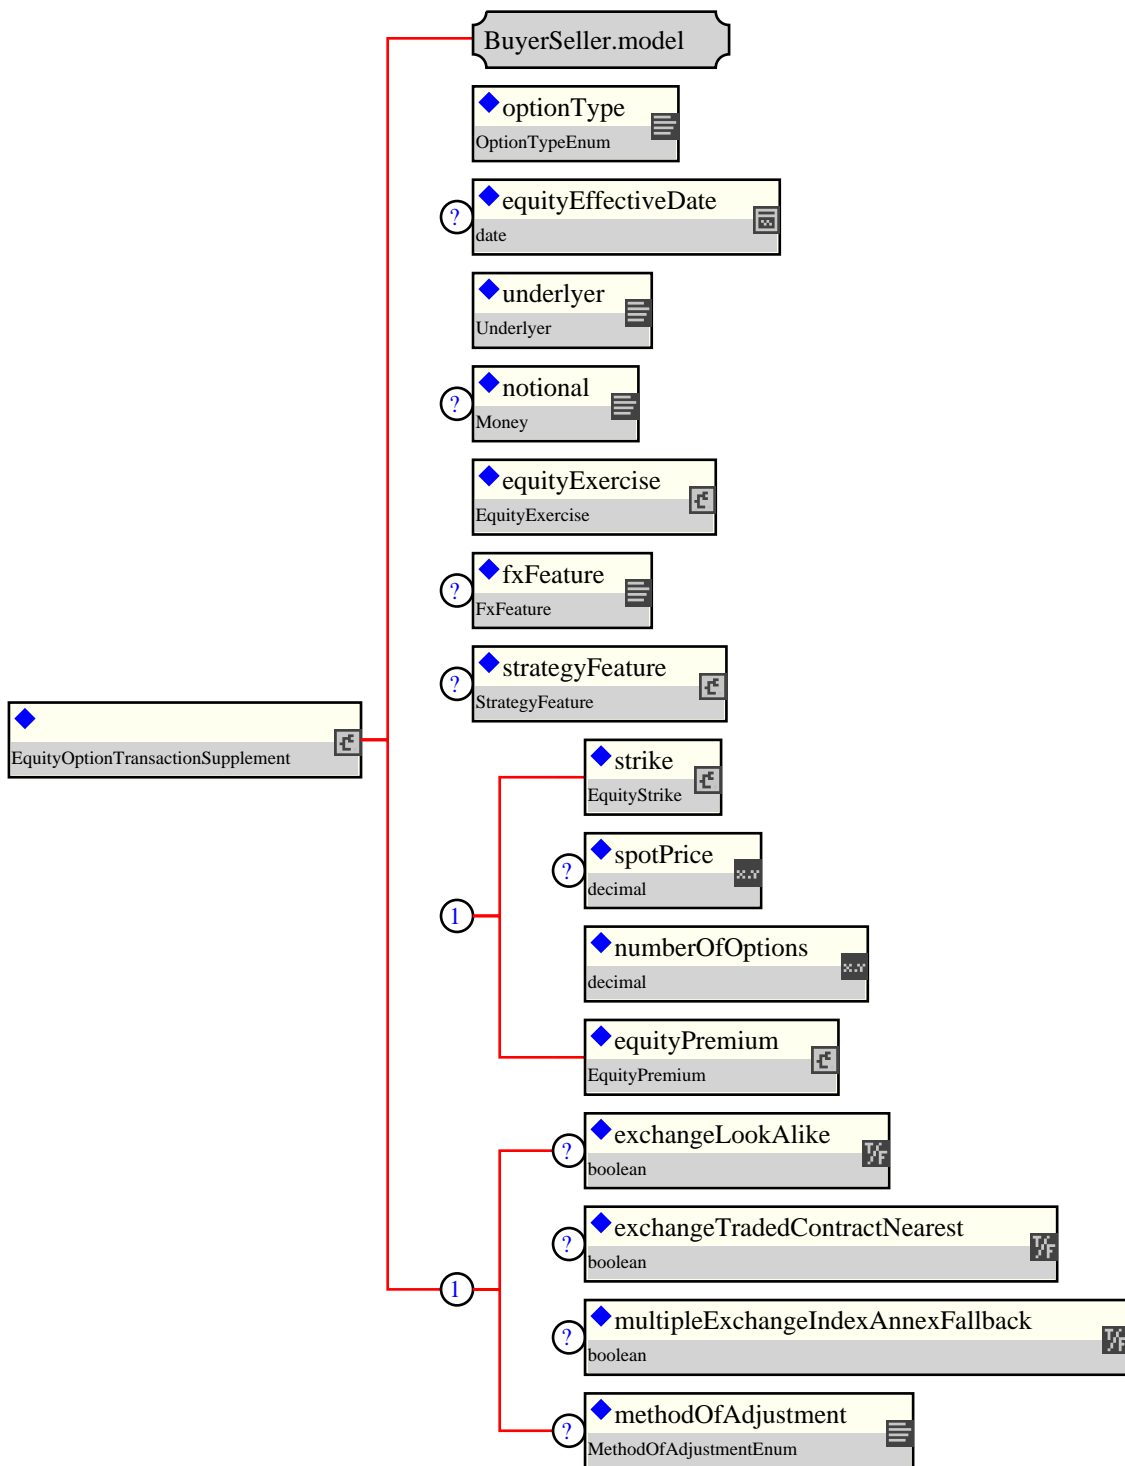 BuyerSeller.model
optionType
OptionTypeEnum
?
equityEffectiveDate
date
underlyer
Underlyer
?
notional
Money
equityExercise
EquityExercise
?
fxFeature
FxFeature
?
strategyFeature
StrategyFeature
EquityOptionTransactionSupplement
strike
EquityStrike
?
spotPrice
x.Y
decimal
1
numberOfOptions
x.Y
decimal
equityPremium
EquityPremium
?
exchangeLookAlike
T/F
boolean
?
exchangeTradedContractNearest
T/F
boolean
1
?
multipleExchangeIndexAnnexFallback
T/F
boolean
?
methodOfAdjustment
MethodOfAdjustmentEnum